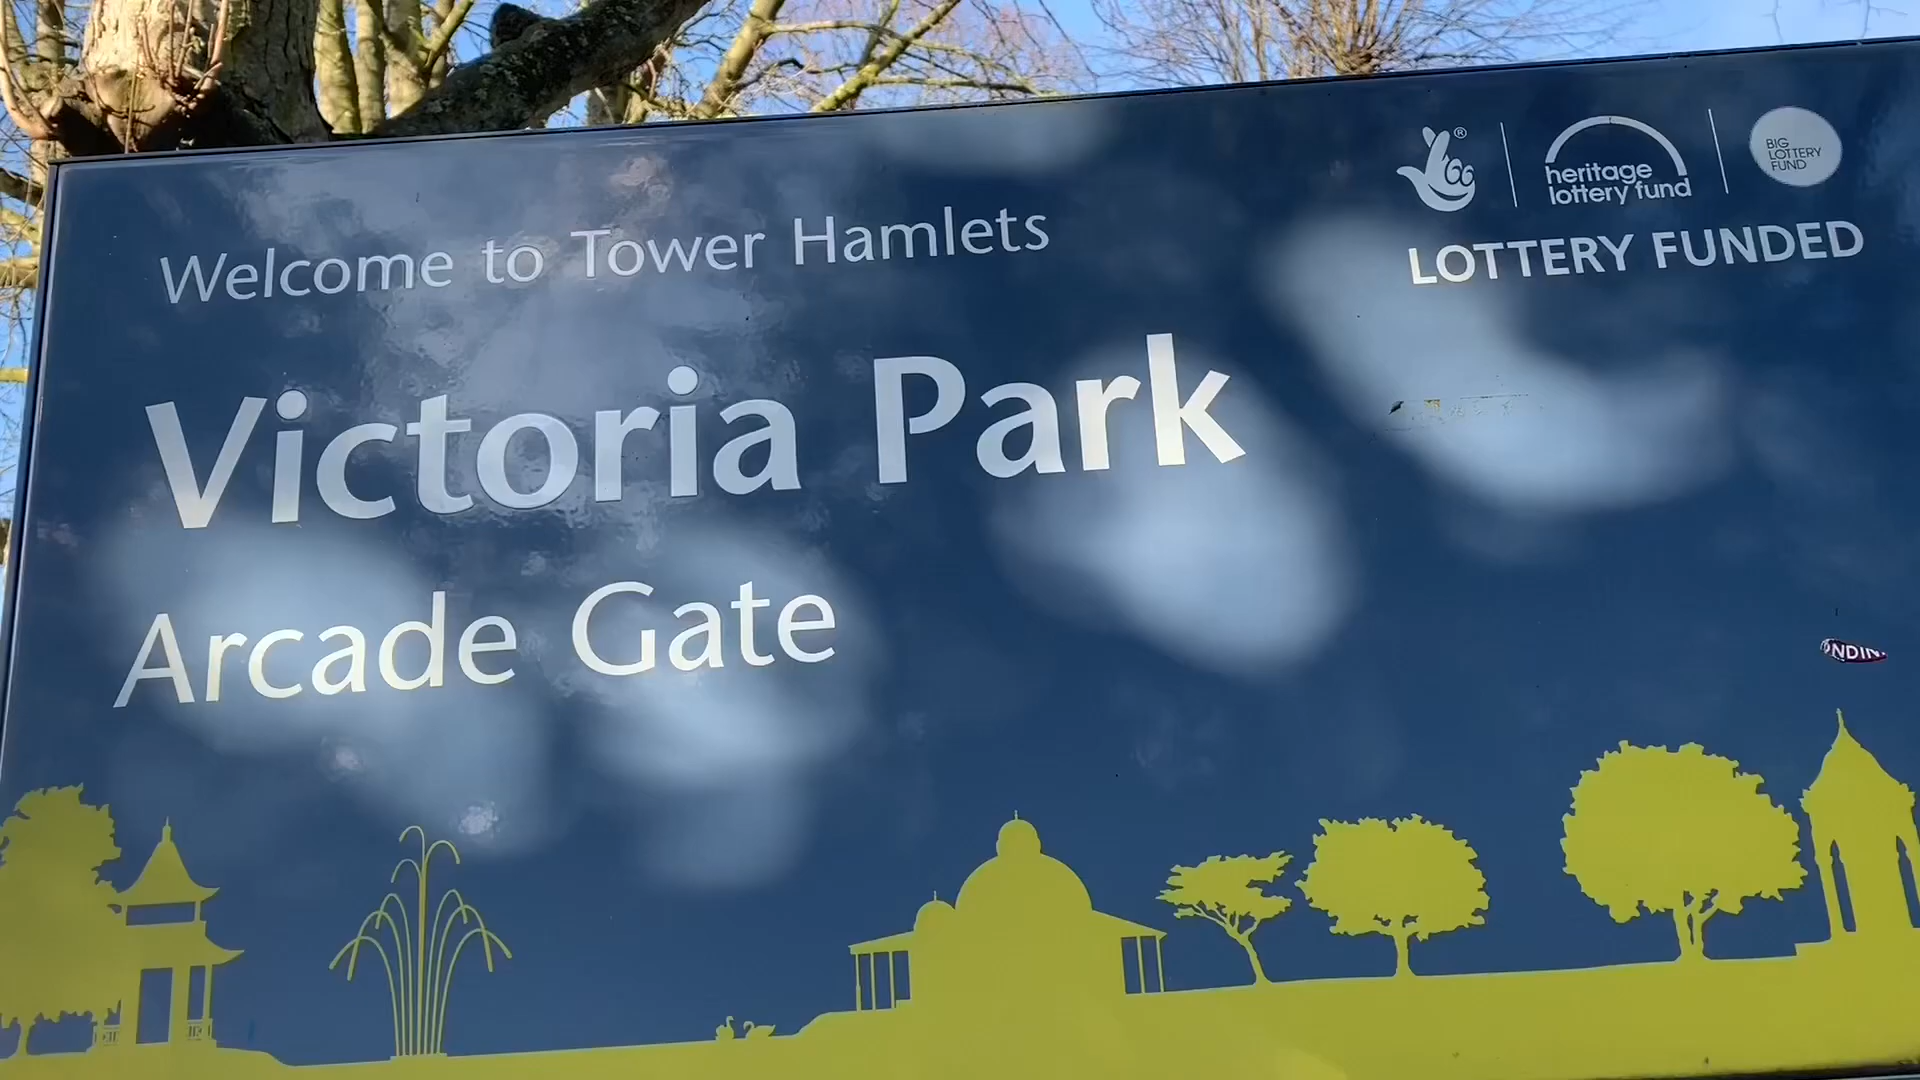 Welcome to Tower Hamlets
Victoria Park
Arcade Gate
heritage
lottery fund
BIG
LOTTERY
FUND
LOTTERY FUNDED